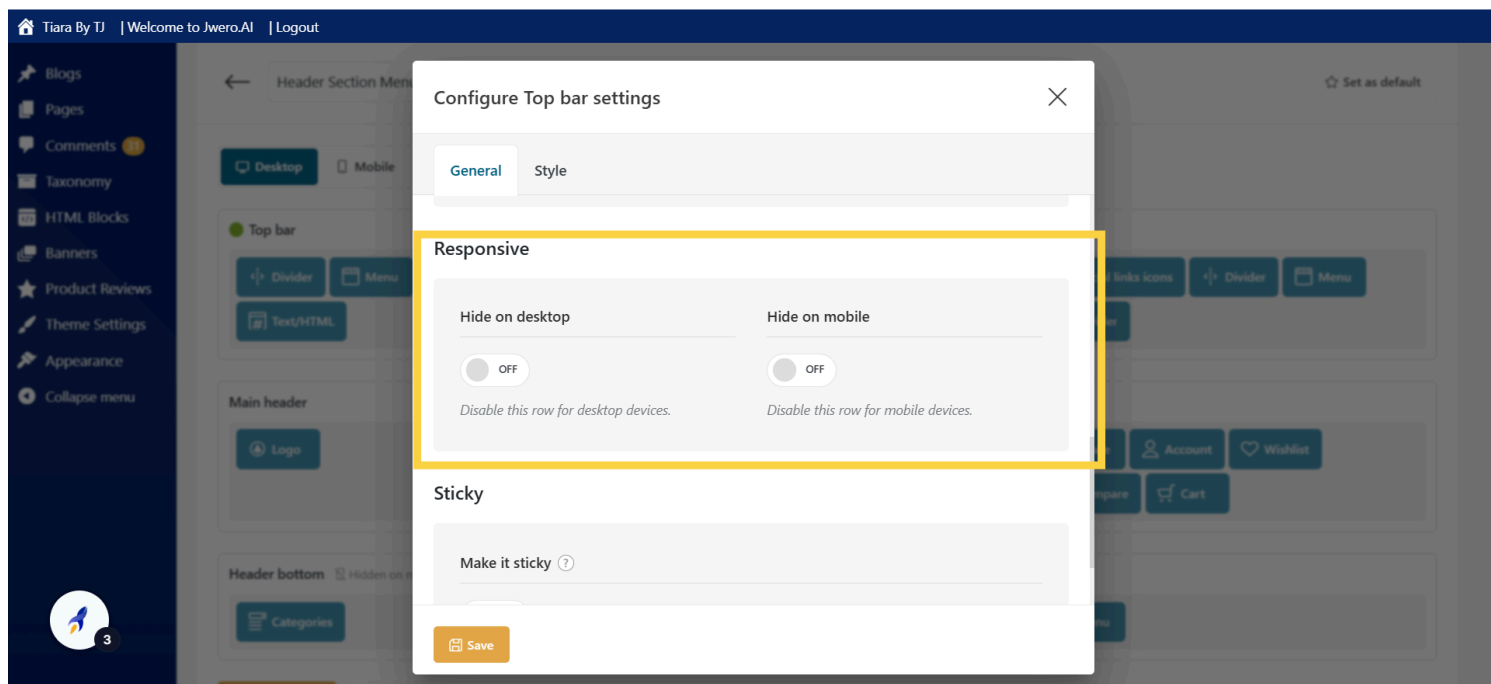 Tiara By TJ | Welcome to Jwero.AI | Logout
Blogs
Pages
Comments 31
Taxonomy
HTML Blocks
Banners
Product Reviews
Theme Settings
Appearance
Collapse menu
3
Header Section Men
Set as default
Desktop
Mobile
Top bar
Divider
Menu
Text/HTML
l links icons
Divider
Menu
Main header
Logo
Account
Wishlist
Cart
Header bottom
Hidden on
Categories
Configure Top bar settings
General
Style
Responsive
Hide on desktop
Hide on mobile
OFF
OFF
Disable this row for desktop devices.
Disable this row for mobile devices.
Sticky
Make it sticky ?
Save